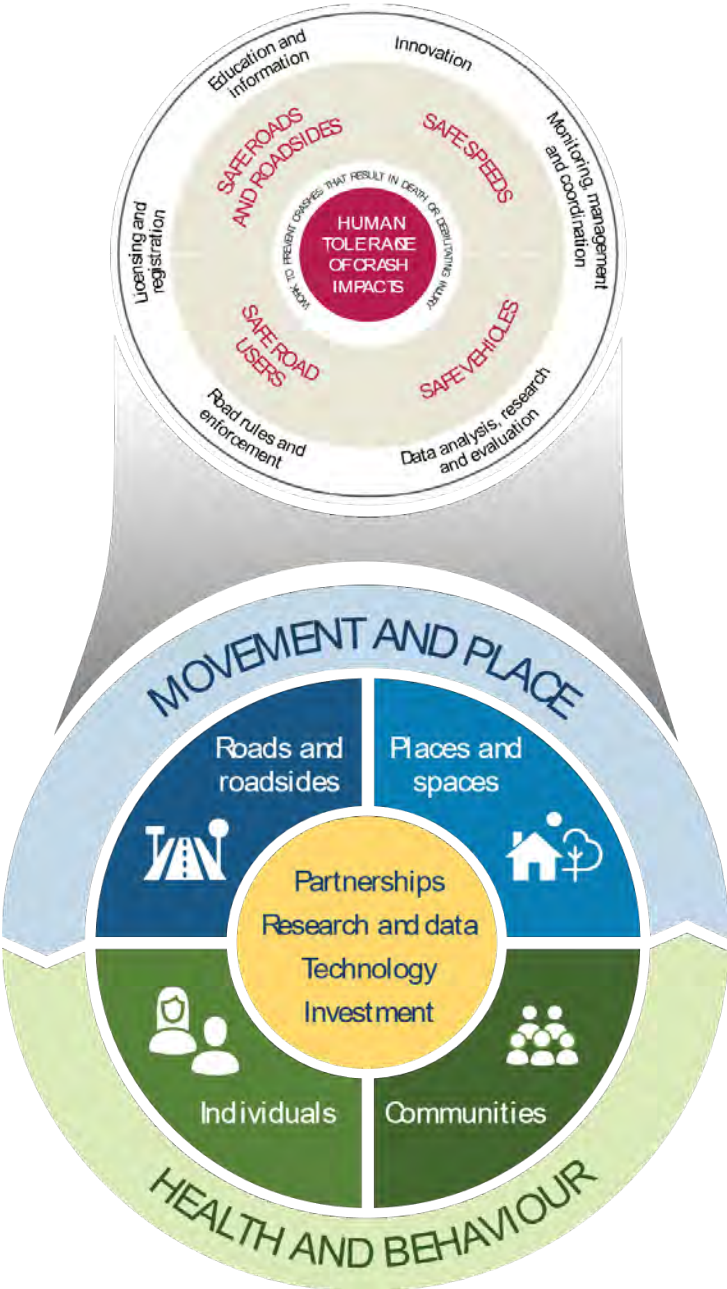 Education and
information
Innovation
Monitoring, management
and coordination
Licensing and
registration
SAFE ROADS
AND ROADSIDES
SAFE SPEEDS
WORK TO PREVENT CRASHES THAT RESULT IN DEATH OR DEBILITATING INJURY
HUMAN
TOLERANCE
OF CRASH
IMPACTS
SAFE ROAD
USERS
SAFE VEHICLES
Road rules and
enforcement
Data analysis, research
and evaluation
MOVEMENT AND PLACE
Roads and
roadsides
Places and
spaces
Partnerships
Research and data
Technology
Investment
Individuals
Communities
HEALTH AND BEHAVIOUR